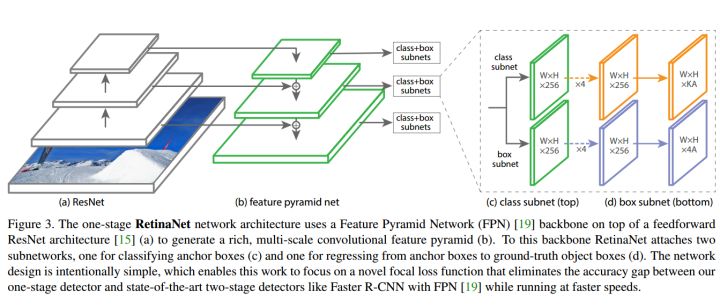 class+box
subnets
class+box
subnets
class+box
subnets
class
subnet
box
subnet
W×H
×256
×4
W×H
×256
W×H
×KA
W×H
×256
×4
W×H
×256
W×H
×4A
(a) ResNet
(b) feature pyramid net
(c) class subnet (top)
(d) box subnet (bottom)
Figure 3. The one-stage RetinaNet network architecture uses a Feature Pyramid Network (FPN) [19] backbone on top of a feedforward
ResNet architecture [15] (a) to generate a rich, multi-scale convolutional feature pyramid (b). To this backbone RetinaNet attaches two
subnetworks, one for classifying anchor boxes (c) and one for regressing from anchor boxes to ground-truth object boxes (d). The network
design is intentionally simple, which enables this work to focus on a novel focal loss function that eliminates the accuracy gap between our
one-stage detector and state-of-the-art two-stage detectors like Faster R-CNN with FPN [19] while running at faster speeds.